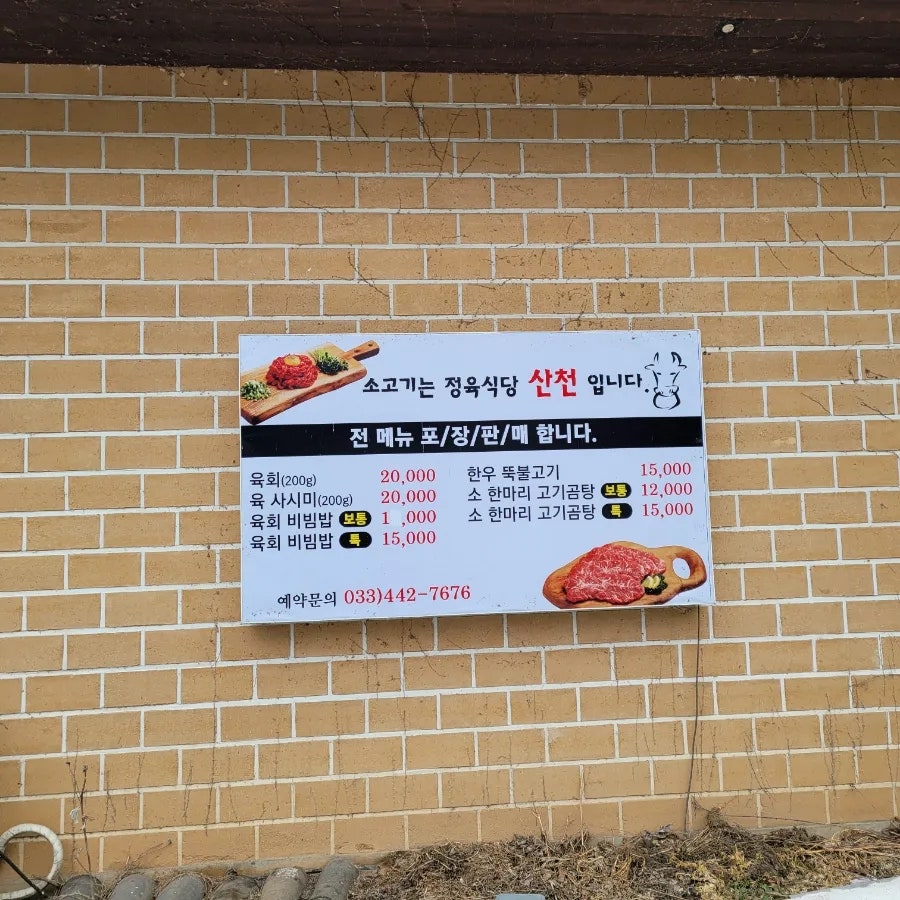 소고기는 정육식당 산천 입니다.
전 메뉴 포/장/판/매 합니다.
육회(200g) 20,000
육 사시미(200g) 20,000
육회 비빔밥 보통 1 ,000
육회 비빔밥 특 15,000
한우 뚝불고기 15,000
소 한마리 고기곰탕 보통 12,000
소 한마리 고기곰탕 특 15,000
예약문의 033)442-7676